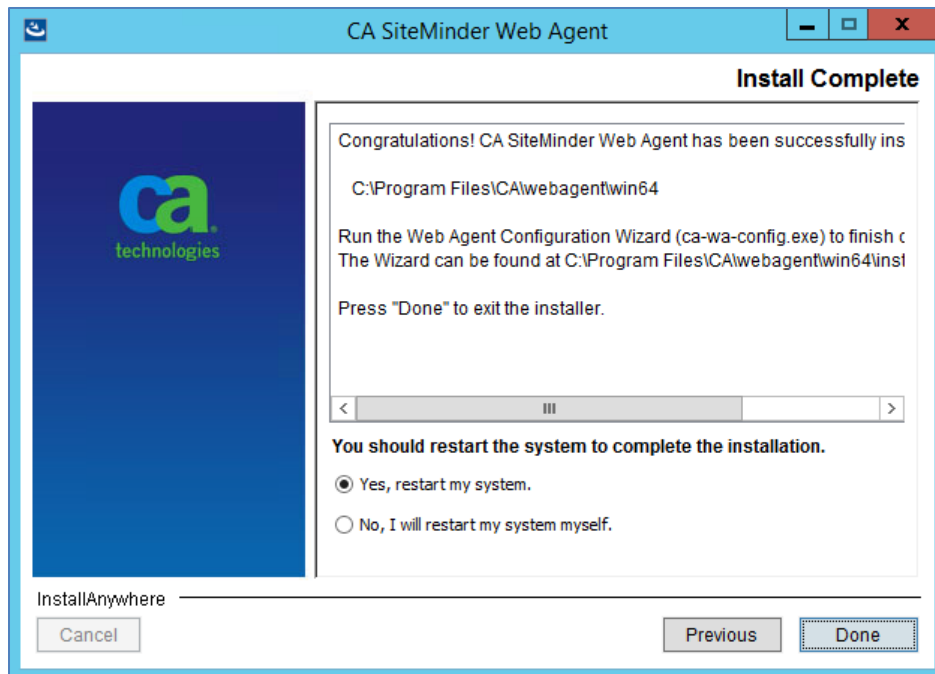 CA SiteMinder Web Agent
Install Complete
ca
technologies
Congratulations! CA SiteMinder Web Agent has been successfully ins
C:\Program Files\CA\webagent\win64
Run the Web Agent Configuration Wizard (ca-wa-config.exe) to finish c
The Wizard can be found at C:\Program Files\CA\webagent\win64\inst
Press "Done" to exit the installer.
You should restart the system to complete the installation.
Yes, restart my system.
No, I will restart my system myself.
InstallAnywhere
Cancel
Previous
Done